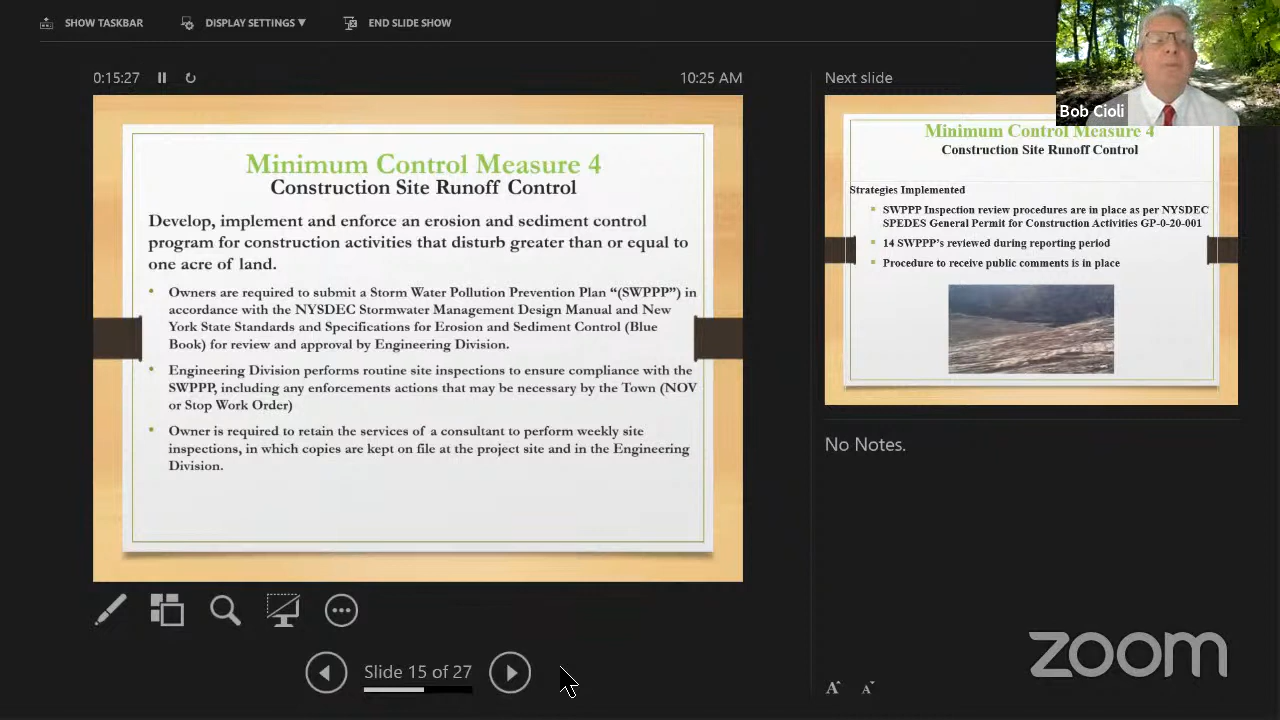 SHOW TASKBAR
DISPLAY SETTINGS ▼
END SLIDE SHOW
0:15:27
10:25 AM
Minimum Control Measure 4
Construction Site Runoff Control
Develop, implement and enforce an erosion and sediment control
program for construction activities that disturb greater than or equal to
one acre of land.
Owners are required to submit a Storm Water Pollution Prevention Plan “(SWPPP”) in
accordance with the NYSDEC Stormwater Management Design Manual and New
York State Standards and Specifications for Erosion and Sediment Control (Blue
Book) for review and approval by Engineering Division.
Engineering Division performs routine site inspections to ensure compliance with the
SWPPP, including any enforcements actions that may be necessary by the Town (NOV
or Stop Work Order)
Owner is required to retain the services of a consultant to perform weekly site
inspections, in which copies are kept on file at the project site and in the Engineering
Division.
Slide 15 of 27
Next slide
Bob Cioli
Minimum Control Measure 4
Construction Site Runoff Control
Strategies Implemented
SWPPP Inspection review procedures are in place as per NYSDEC
SPEDES General Permit for Construction Activities GP-0-20-001
14 SWPPP’s reviewed during reporting period
Procedure to receive public comments is in place
No Notes.
A A
zoom